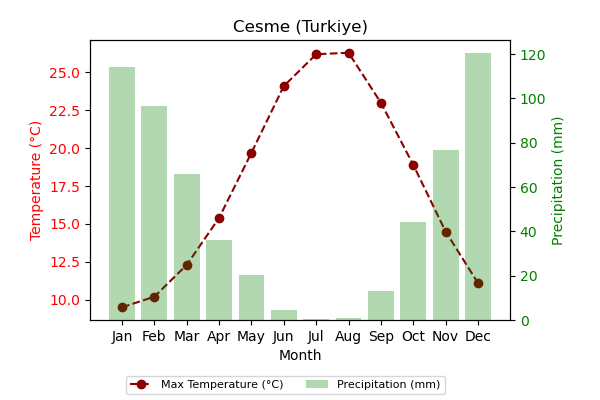 Cesme (Turkiye)
25.0
22.5
20.0
17.5
15.0
12.5
10.0
Temperature (°C)
120
100
80
60
40
20
0
Precipitation (mm)
Jan Feb Mar Apr May Jun Jul Aug Sep Oct Nov Dec
Month
Max Temperature (°C) Precipitation (mm)